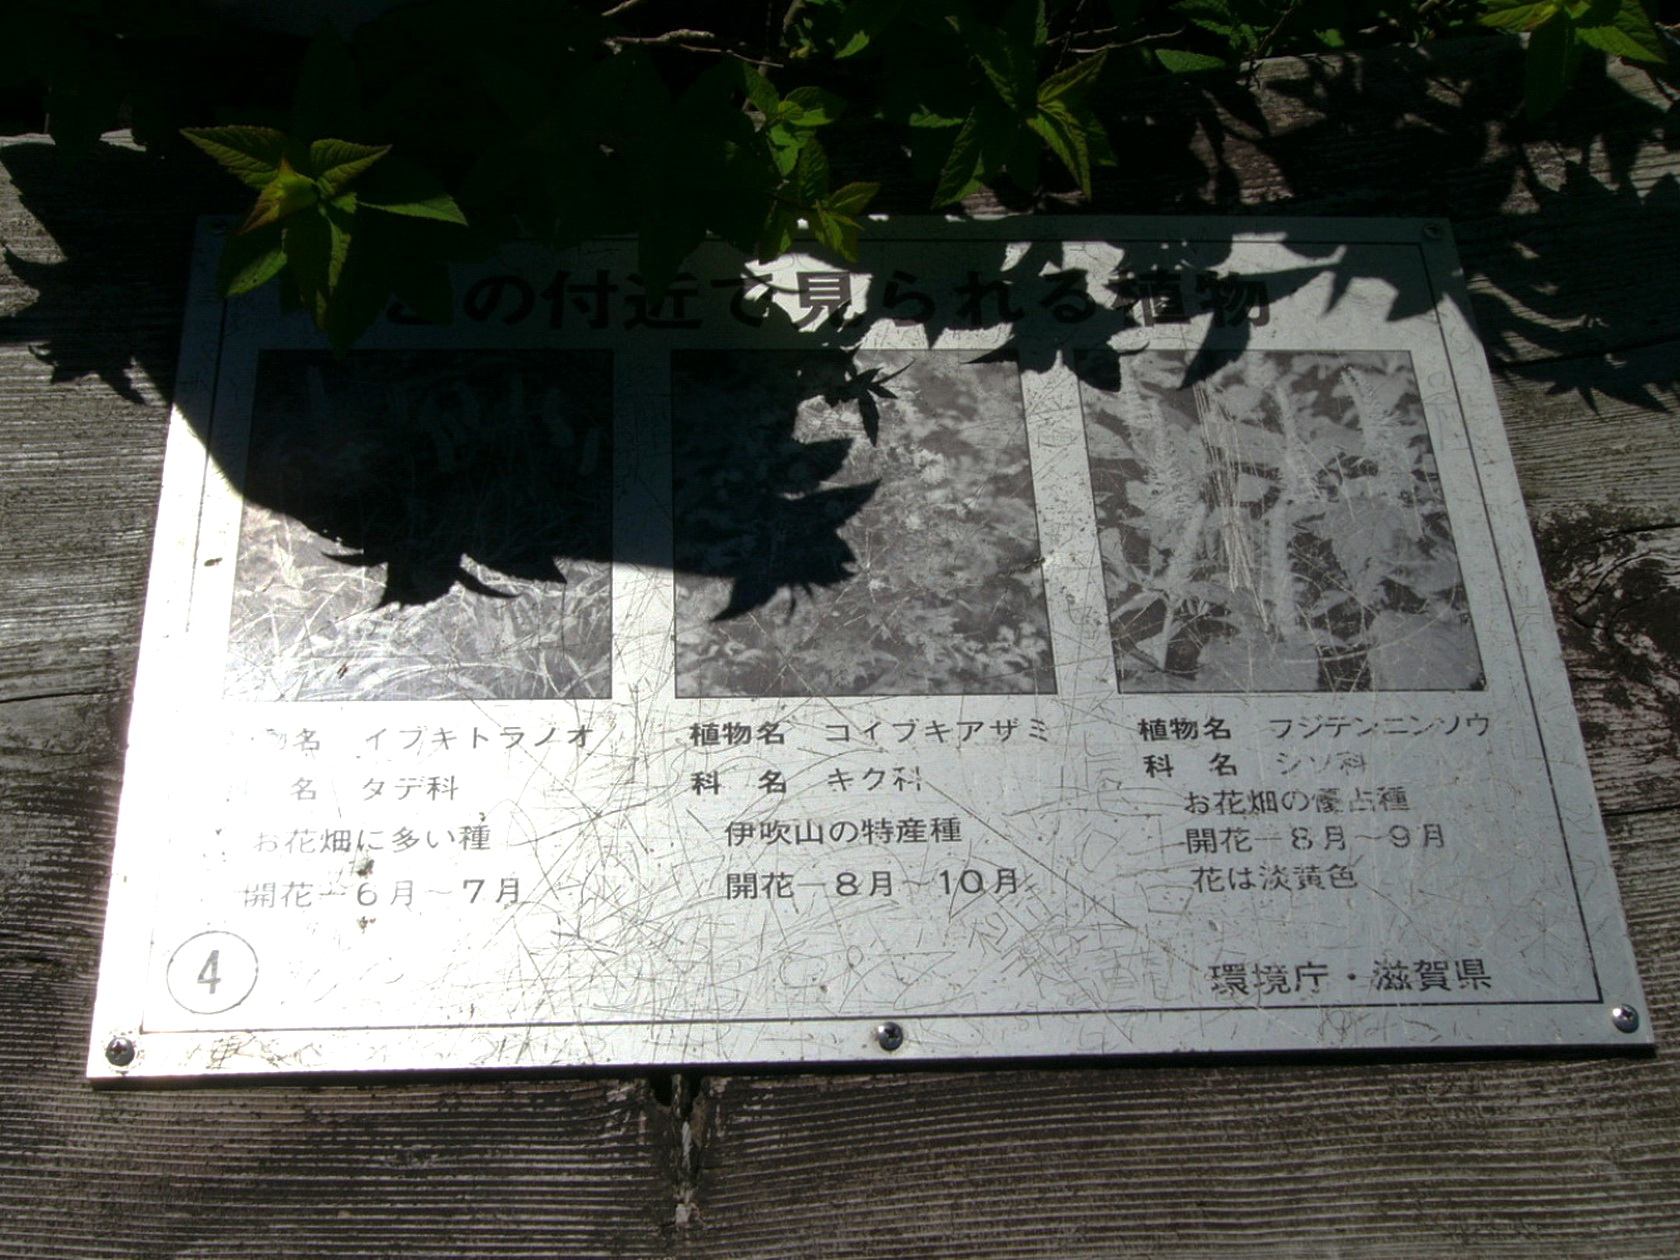 この付近で見られる植物
植物名 イブキトラノオ
科 名 タデ科
お花畑に多い種
開花―6月~7月
植物名 コイブキアザミ
科 名 キク科
伊吹山の特産種
開花―8月~10月
植物名 フジテンニンソウ
科 名 シソ科
お花畑の優占種
開花―8月~9月
花は淡黄色
4
環境庁・滋賀県